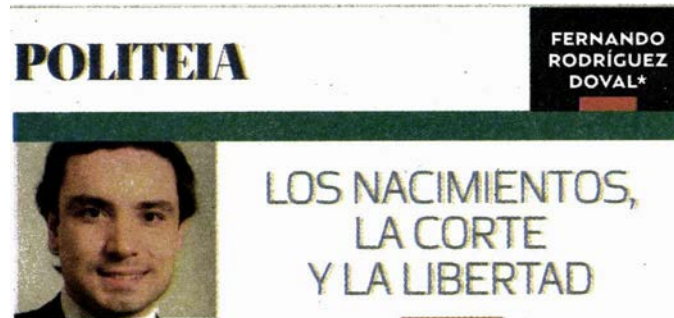 POLITEIA
FERNANDO
RODRÍGUEZ
DOVAL*
LOS NACIMIENTOS,
LA CORTE
Y LA LIBERTAD